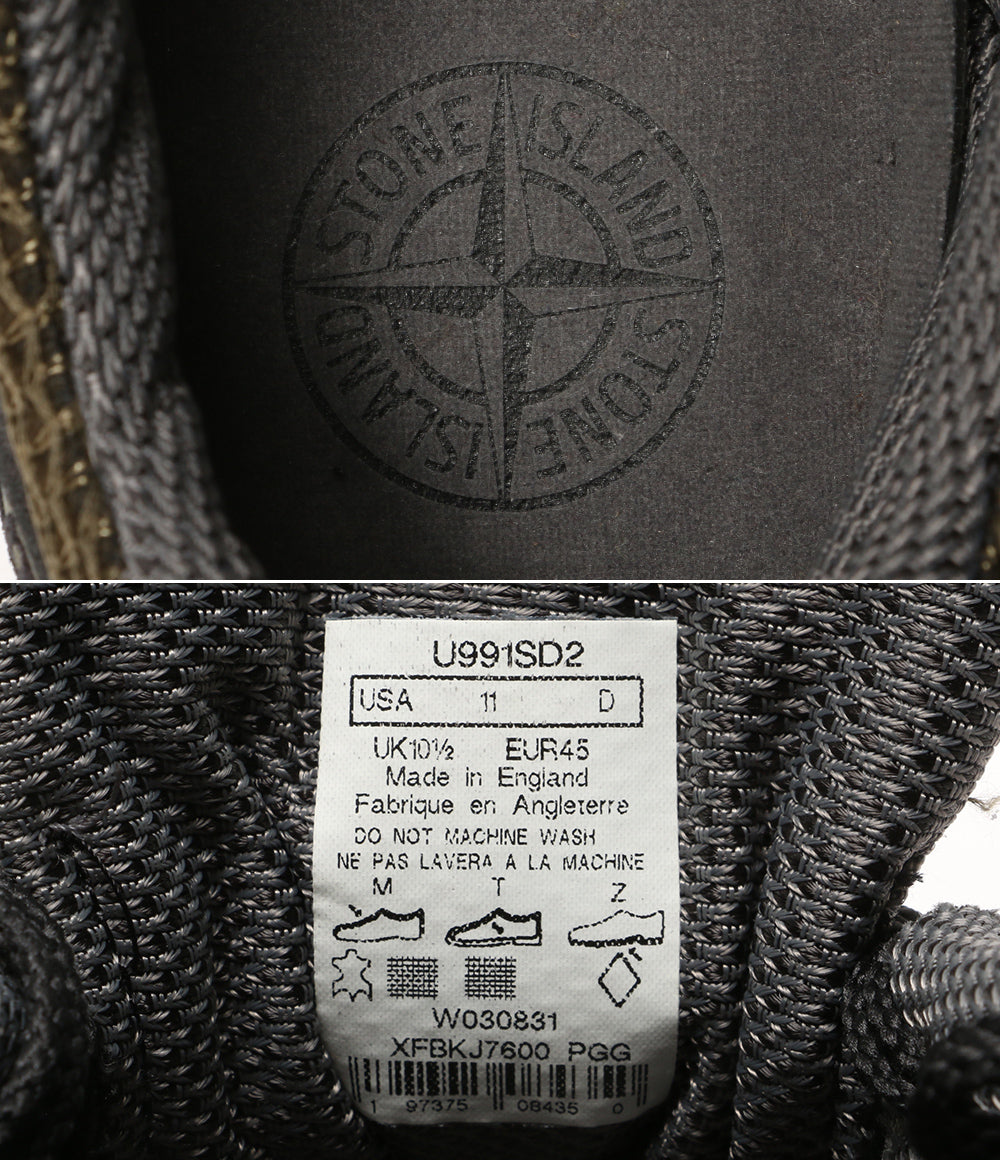 STONE ISLAND
STONE ISLAND
U991SD2
USA 11 D
UK10½ EUR45
Made in England
Fabrique en Angleterre
DO NOT MACHINE WASH
NE PAS LAVERA A LA MACHINE
M T Z
W030831
XFBKJ7600 PGG
1 97375 08435 0